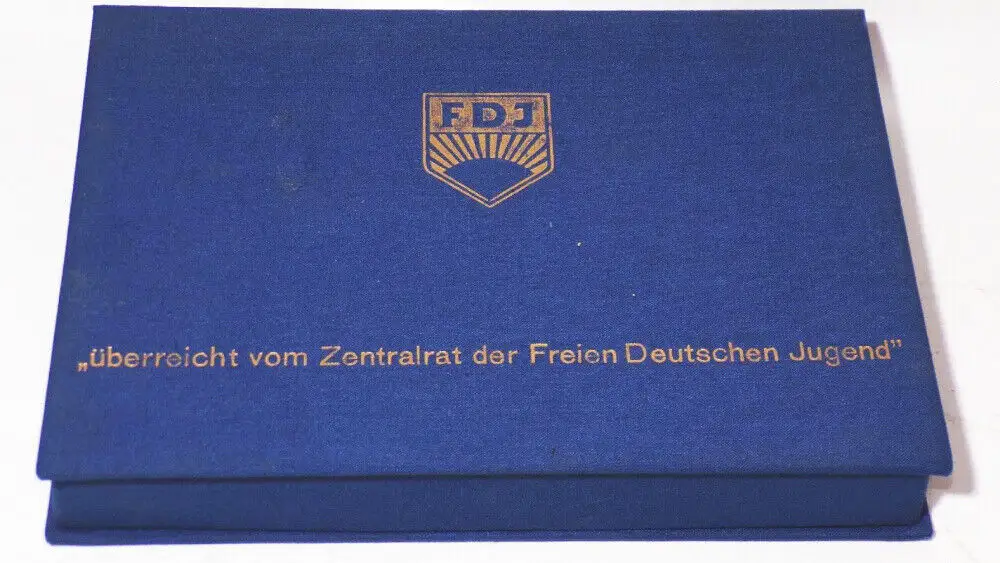 FDJ
„überreicht vom Zentralrat der Freien Deutschen Jugend”